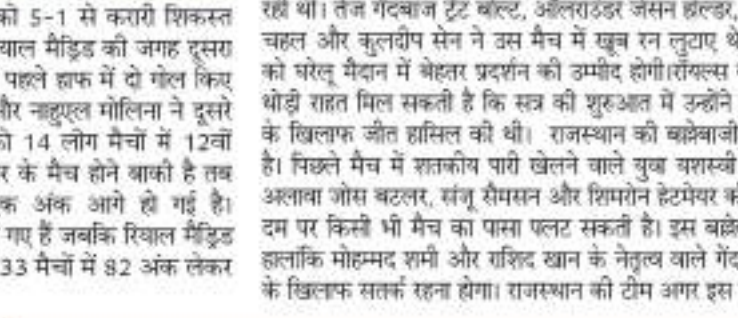 को 5-1 से करारी शिकस्त
याल मैड्रिड की जगह दूसरा
पहले हाफ में दो गोल किए
और नाहुएल मोलिना ने दूसरे
14 लोग मैचों में 12वों
र के मैच होने बाकी है तब
क अंक आगे हो गई है।
गए हैं जबकि रियाल मैड्रिड
33 मैचों में 82 अंक लेकर
रही थी। तेज गेंदबाज ट्रेंट बोल्ट, ऑलराउडर जेसन होल्डर,
चहल और कुलदीप सेन ने उस मैच में खूब रन लुटाए थे
को घरेलू मैदान में बेहतर प्रदर्शन की उम्मीद होगी।रॉयल्स
थोड़ी राहत मिल सकती है कि सत्र की शुरुआत में उन्होंने
के खिलाफ जीत हासिल की थी। राजस्थान की बल्लेबाजी
है। पिछले मैच में शतकीय पारी खेलने वाले युवा यशस्वी
अलावा जोस बटलर, संजू सैमसन और शिमरोन हेटमेयर
दम पर किसी भी मैच का पासा पलट सकती है। इस
हालांकि मोहम्मद शमी और राशिद खान के नेतृत्व वाले गेंद
के खिलाफ सतर्क रहना होगा। राजस्थान की टीम अगर इस